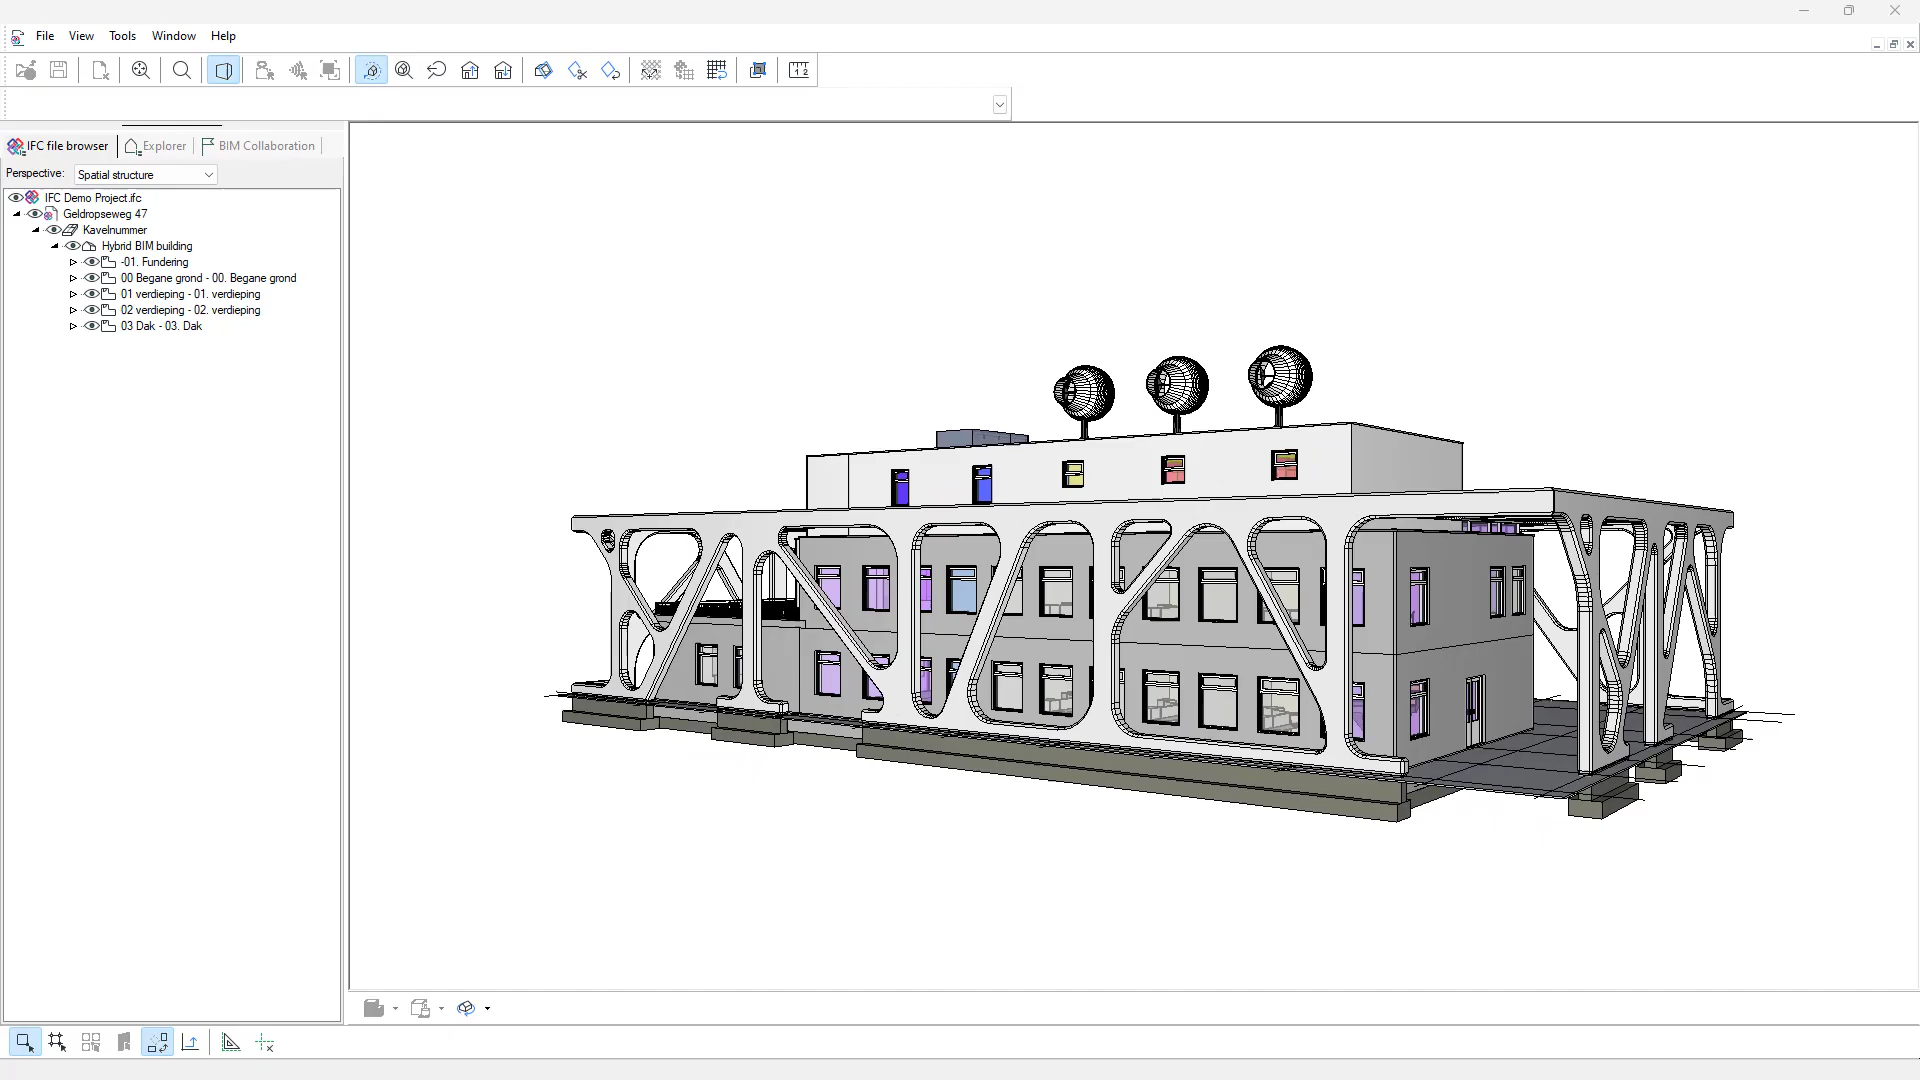 File View Tools Window Help
1 2
IFC file browser Explorer BIM Collaboration
Perspective: Spatial structure
IFC Demo Project.ifc
Geldropseweg 47
Kavelnummer
Hybrid BIM building
-01. Fundering
00 Begane grond - 00. Begane grond
01 verdieping - 01. verdieping
02 verdieping - 02. verdieping
03 Dak - 03. Dak